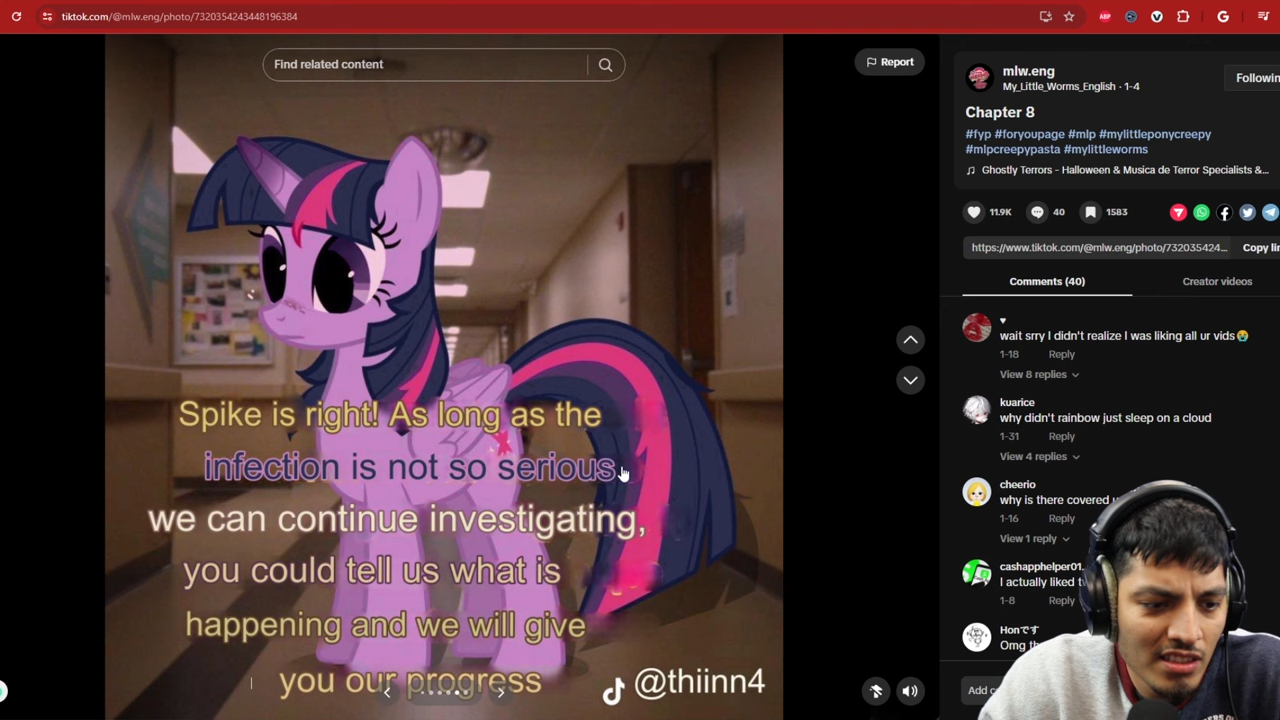 tiktok.com/@mlw.eng/photo/7320354243448196384
ABP
G
Find related content
Report
mlw.eng
My_Little_Worms_English · 1-4
Followin
Chapter 8
#fyp #foryoupage #mlp #mylittleponycreepy
#mlpcreepypasta #mylittleworms
Ghostly Terrors - Halloween & Musica de Terror Specialists &...
11.9K
40
1583
https://www.tiktok.com/@mlw.eng/photo/732035424...
Copy lin
Comments (40)
Creator videos
wait srry I didn't realize I was liking all ur vids😭
1-18 Reply
View 8 replies
kuarice
why didn't rainbow just sleep on a cloud
1-31 Reply
View 4 replies
cheerio
why is there covered
1-16 Reply
View 1 reply
cashapphelper01.
I actually liked
1-8 Reply
Honです
Omg
Add c
Spike is right! As long as the
infection is not so serious
we can continue investigating,
you could tell us what is
happening and we will give
you our progress
@thiinn4